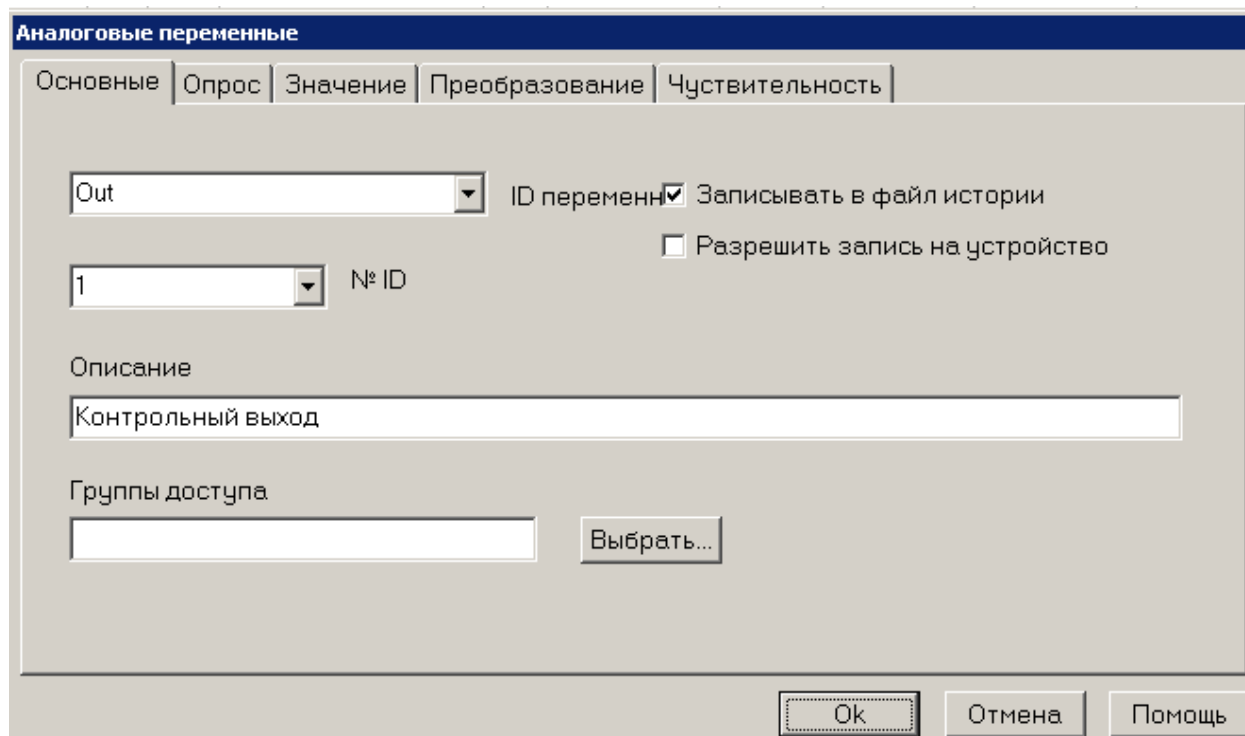 Аналоговые переменные
Основные Опрос Значение Преобразование Чуствительность
Out ID переменн Записывать в файл истории
Разрешить запись на устройство
1 № ID
Описание
Контрольный выход
Группы доступа
Выбрать...
Ok Отмена Помощь